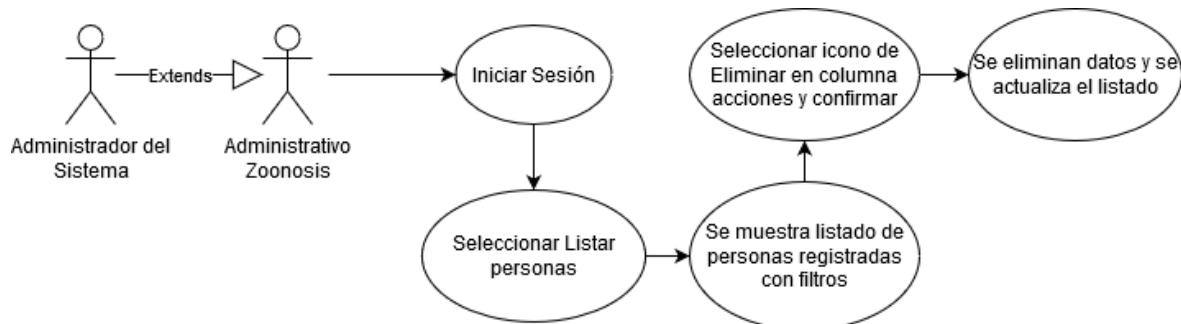 Extends
Administrador del
Sistema
Administrativo
Zoonosis
Iniciar Sesión
Seleccionar Listar
personas
Se muestra listado de
personas registradas
con filtros
Seleccionar icono de
Eliminar en columna
acciones y confirmar
Se eliminan datos y se
actualiza el listado